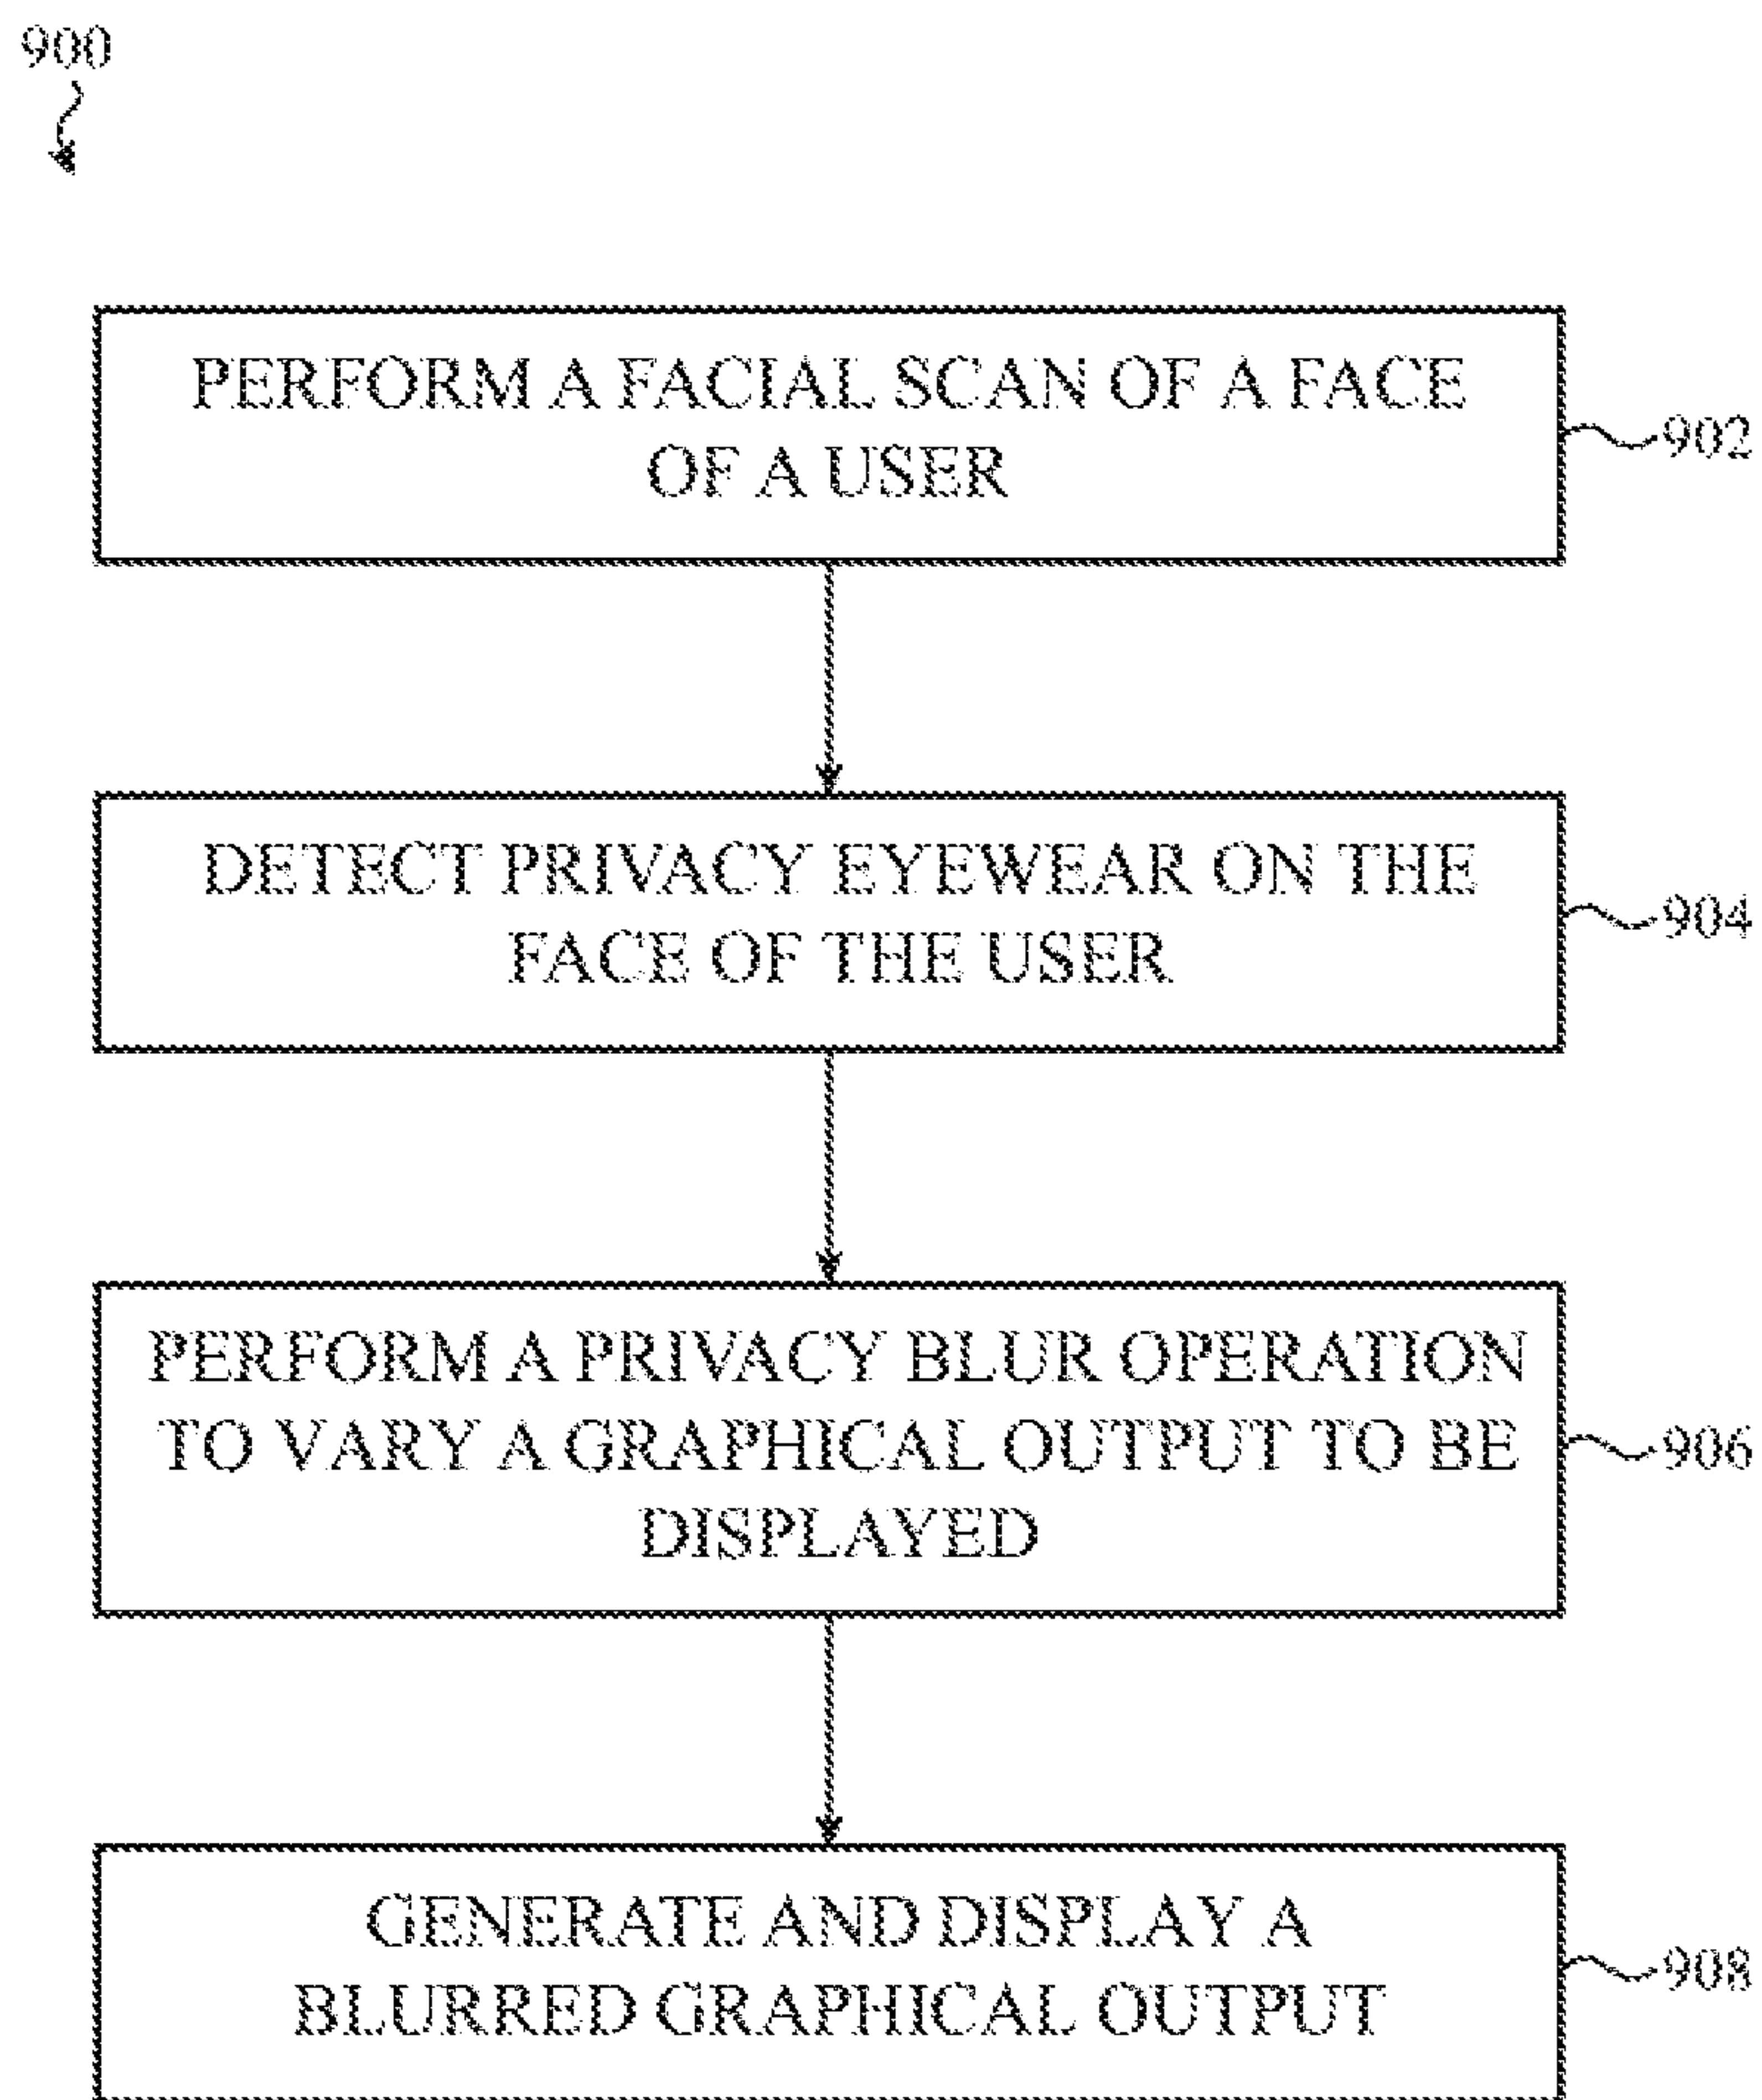 900
PERFORM A FACIAL SCAN OF A FACE
OF A USER
902
DETECT PRIVACY EYEWEAR ON THE
FACE OF THE USER
904
PERFORM A PRIVACY BLUR OPERATION
TO VARY A GRAPHICAL OUTPUT TO BE
DISPLAYED
906
GENERATE AND DISPLAY A
BLURRED GRAPHICAL OUTPUT
908